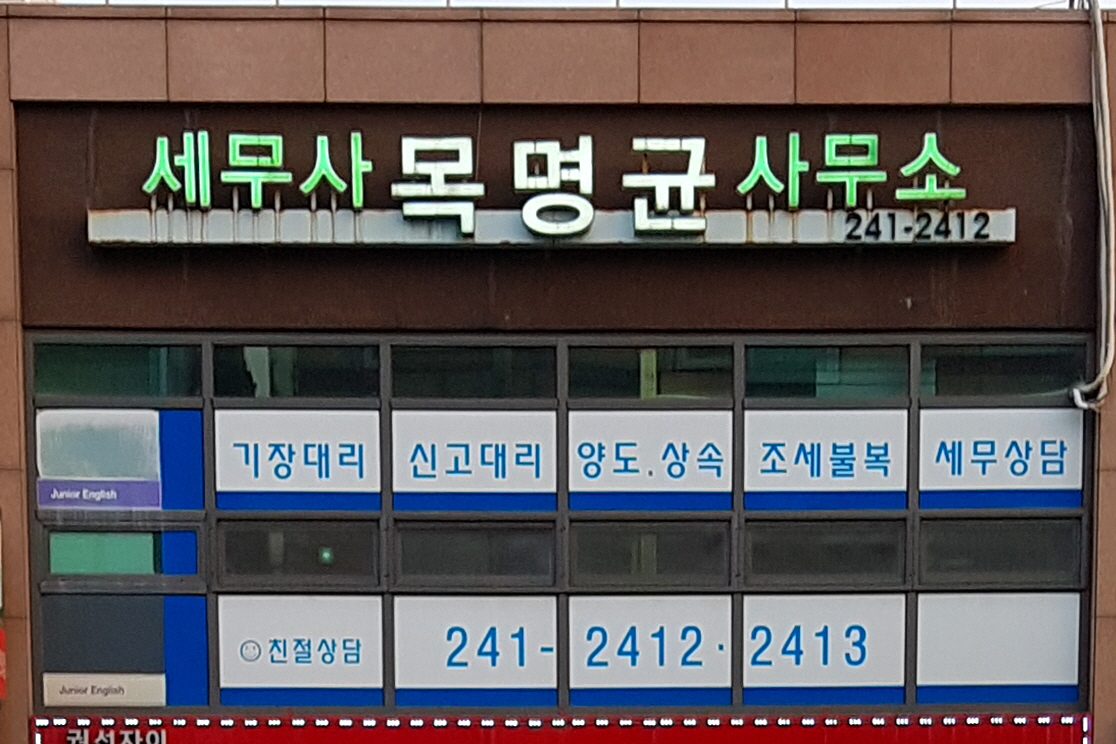 세무사 목명균 사무소
241-2412
기장대리 신고대리 양도.상속 조세불복 세무상담
Junior English
☺친절상담 241-2412·2413
Junior English